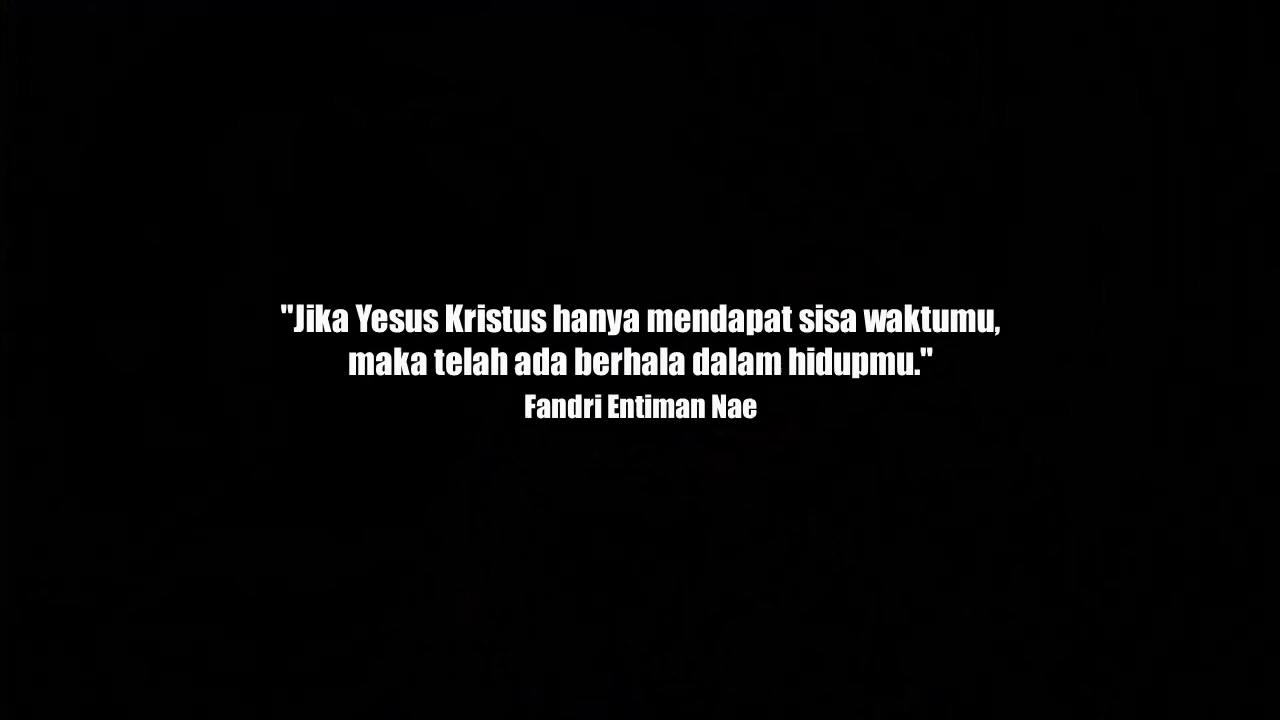 "Jika Yesus Kristus hanya mendapat sisa waktumu,
maka telah ada berhala dalam hidupmu."
Fandri Entiman Nae